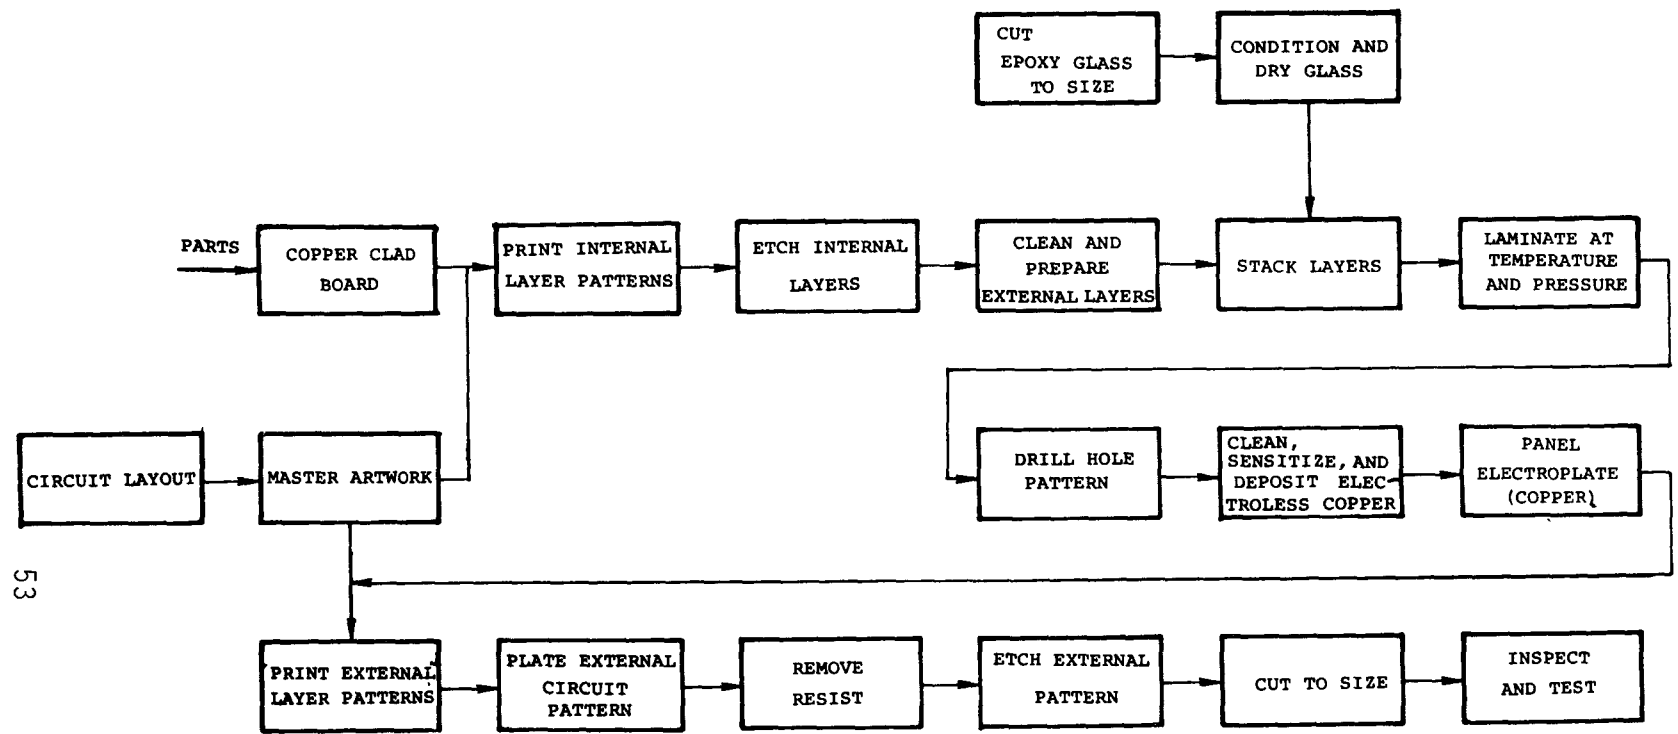 CUT
EPOXY GLASS
TO SIZE
CONDITION AND
DRY GLASS
PARTS
COPPER CLAD
BOARD
PRINT INTERNAL
LAYER PATTERNS
ETCH INTERNAL
LAYERS
CLEAN AND
PREPARE
EXTERNAL LAYERS
STACK LAYERS
LAMINATE AT
TEMPERATURE
AND PRESSURE
CIRCUIT LAYOUT
MASTER ARTWORK
DRILL HOLE
PATTERN
CLEAN,
SENSITIZE, AND
DEPOSIT ELEC-
TROLESS COPPER
PANEL
ELECTROPLATE
(COPPER)
PRINT EXTERNAL
LAYER PATTERNS
PLATE EXTERNAL
CIRCUIT
PATTERN
REMOVE
RESIST
ETCH EXTERNAL
PATTERN
CUT TO SIZE
INSPECT
AND TEST
53